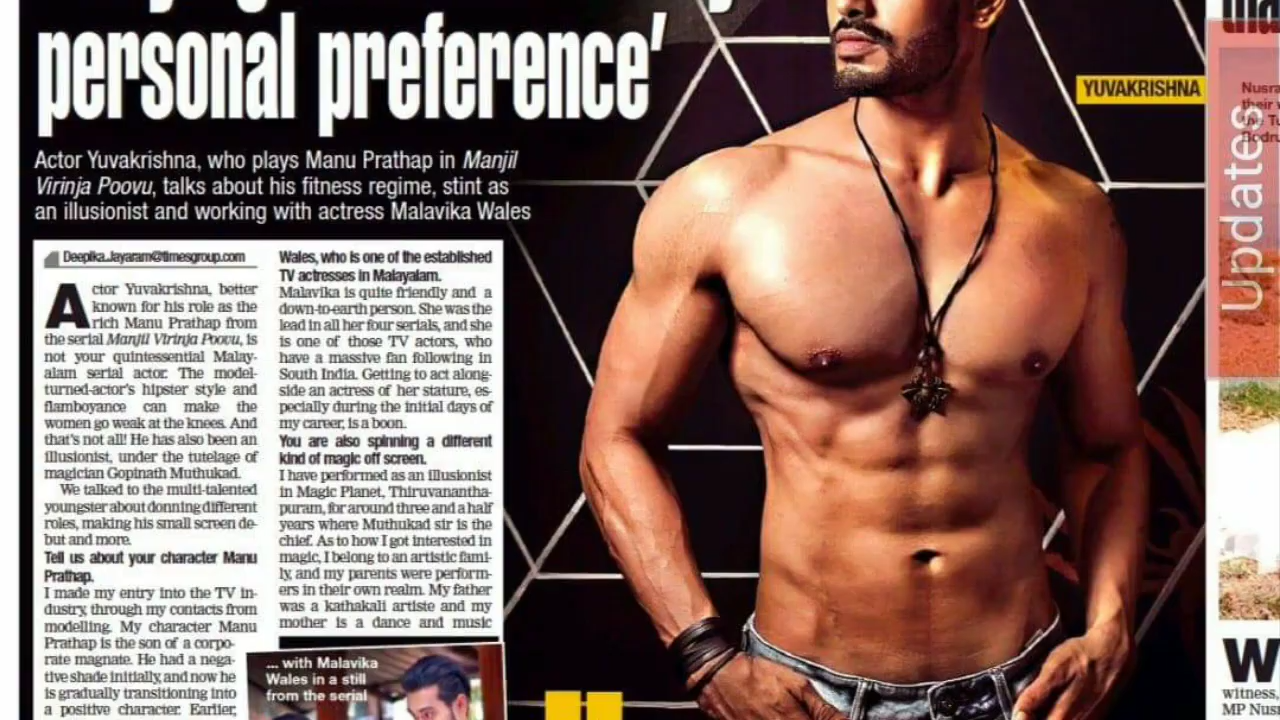 personal preference'
Actor Yuvakrishna, who plays Manu Prathap in Manjil
Virinja Poovu, talks about his fitness regime, stint as
an illusionist and working with actress Malavika Wales
YUVAKRISHNA
Deepika.Jayaram@timesgroup.com
Actor Yuvakrishna, better
known for his role as the
rich Manu Prathap from
the serial Manjil Virinja Poovu, is
not your quintessential Malay-
alam serial actor. The model-
turned-actor's hipster style and
flamboyance can make the
women go weak at the knees. And
that's not all! He has also been an
illusionist, under the tutelage of
magician Gopinath Muthukad.
We talked to the multi-talented
youngster about donning different
roles, making his small screen de-
but and more.
Tell us about your character Manu
Prathap.
I made my entry into the TV in-
dustry, through my contacts from
modelling. My character Manu
Prathap is the son of a corpo-
rate magnate. He had a nega-
tive shade initially, and now he
is gradually transitioning into
a positive character. Earlier,
Wales, who is one of the established
TV actresses in Malayalam.
Malavika is quite friendly and a
down-to-earth person. She was the
lead in all her four serials, and she
is one of those TV actors, who
have a massive fan following in
South India. Getting to act along-
side an actress of her stature, es-
pecially during the initial days of
my career, is a boon.
You are also spinning a different
kind of magic off screen.
I have performed as an illusionist
in Magic Planet, Thiruvanantha-
puram, for around three and a half
years where Muthukad sir is the
chief. As to how I got interested in
magic, I belong to an artistic fami-
ly, and my parents were perform-
ers in their own realm. My father
was a kathakali artiste and my
mother is a dance and music
... with Malavika
Wales in a still
from the serial
Updates
Nusra
their
the Tu
Bodru
W
witness,
MP Nus